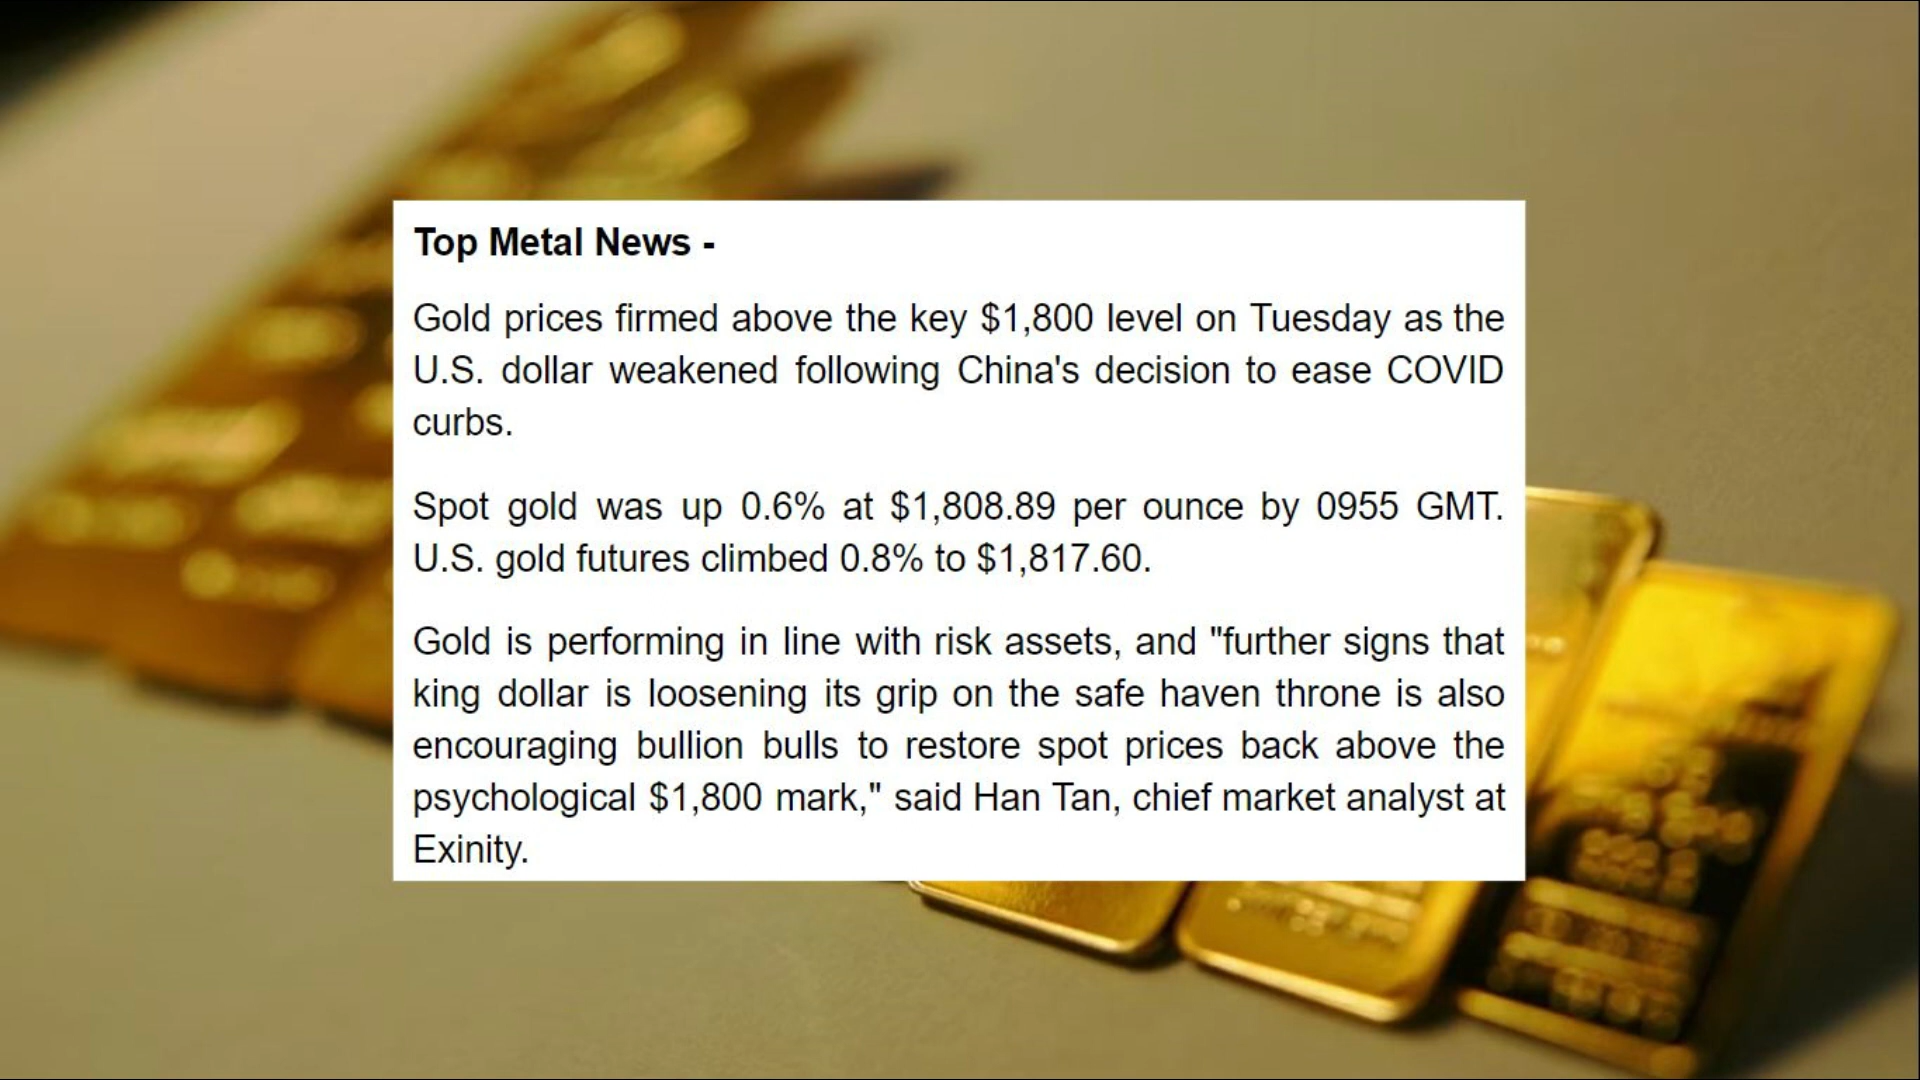 Top Metal News -
Gold prices firmed above the key $1,800 level on Tuesday as the
U.S. dollar weakened following China's decision to ease COVID
curbs.
Spot gold was up 0.6% at $1,808.89 per ounce by 0955 GMT.
U.S. gold futures climbed 0.8% to $1,817.60.
Gold is performing in line with risk assets, and "further signs that
king dollar is loosening its grip on the safe haven throne is also
encouraging bullion bulls to restore spot prices back above the
psychological $1,800 mark," said Han Tan, chief market analyst at
Exinity.